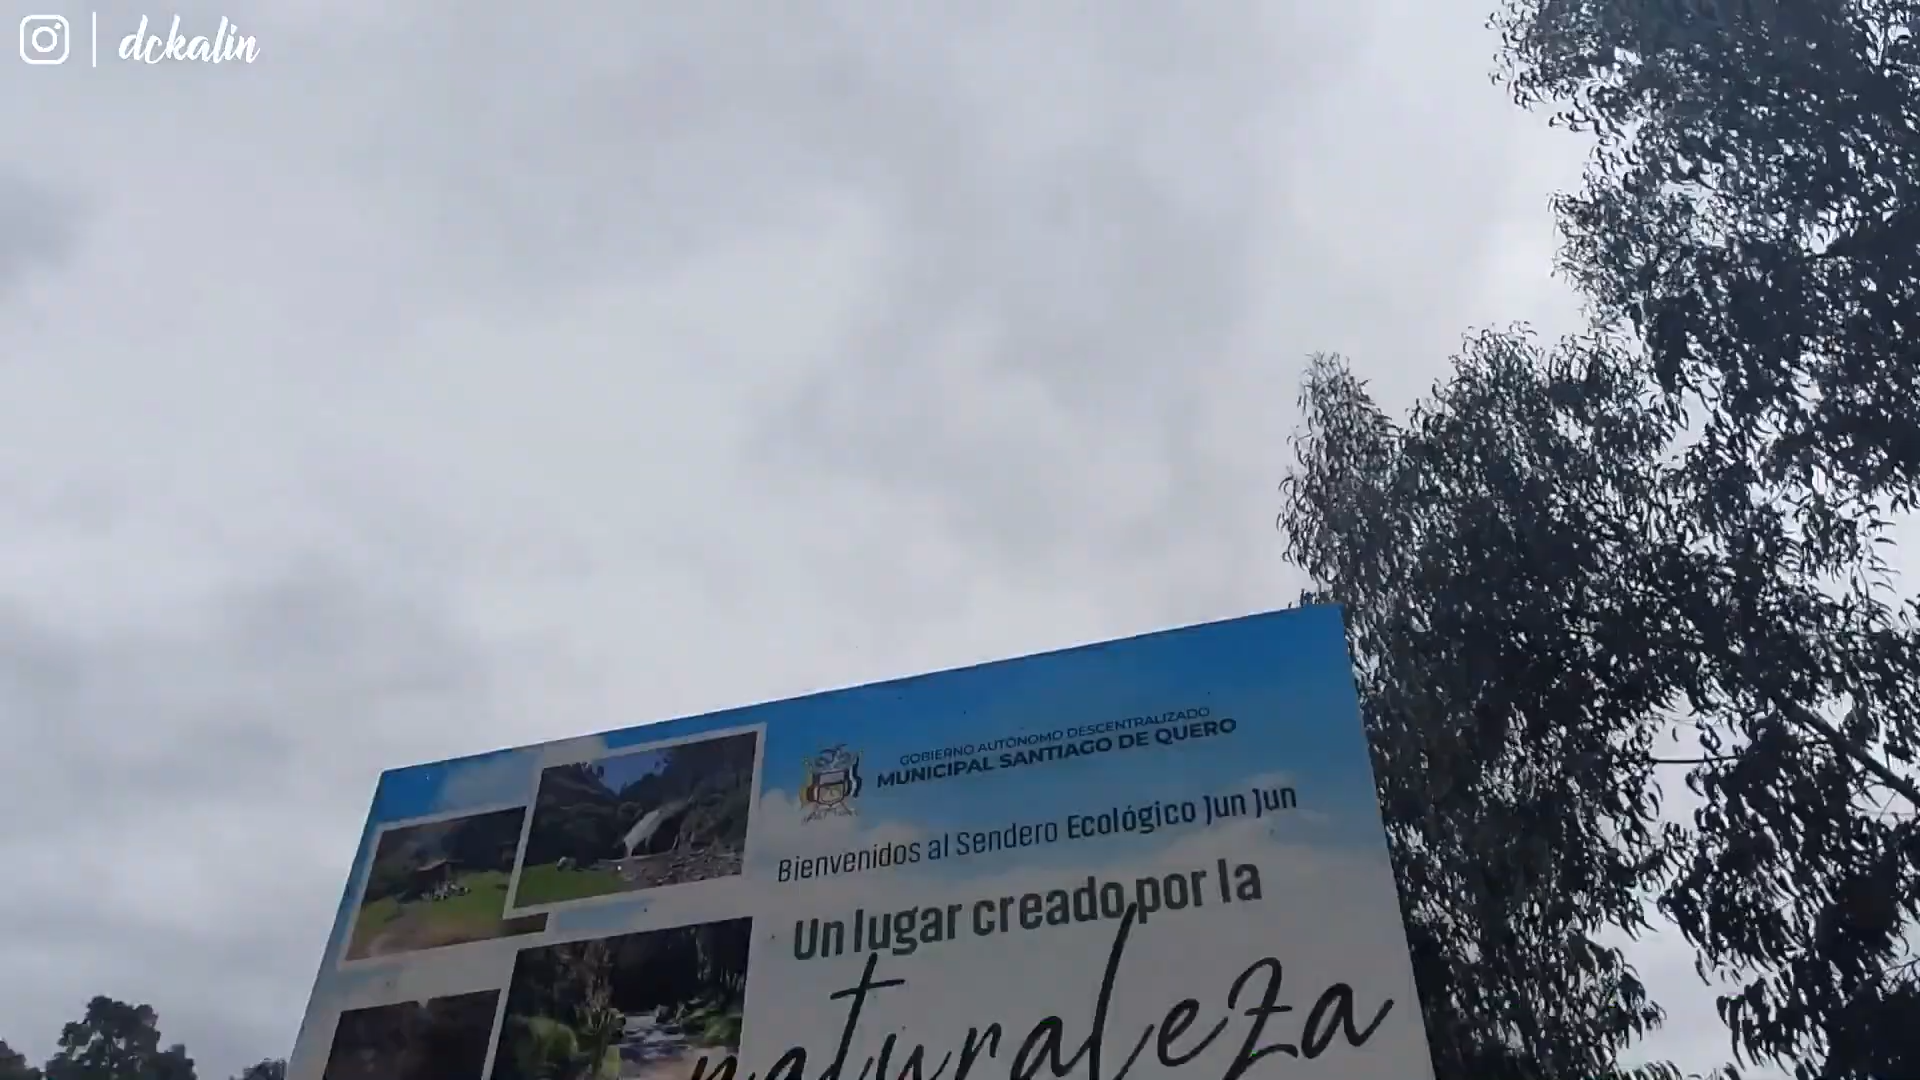 dckalin
GOBIERNO AUTÓNOMO DESCENTRALIZADO
MUNICIPAL SANTIAGO DE QUERO
Bienvenidos al Sendero Ecológico Jun Jun
Un lugar creado por la
naturaleza